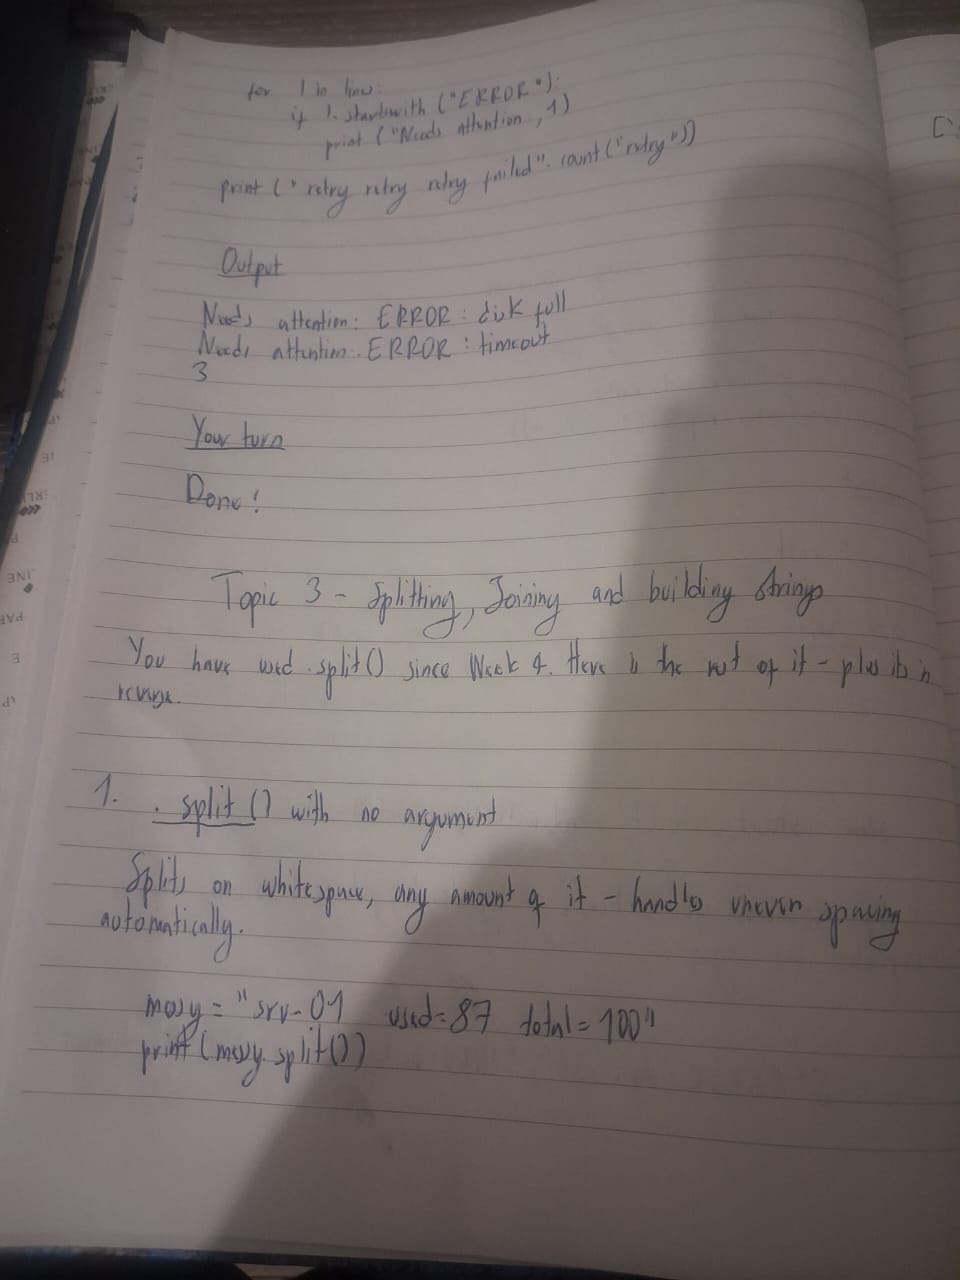 for l in lines:
if l.startswith ("ERROR"):
print ("Needs attention", l)
print ("retry retry retry failed".count("retry"))
Output
Needs attention: ERROR: disk full
Needs attention: ERROR: timeout
3
Your turn
Done!
Topic 3 - Splitting, Joining and building strings
You have used .split() since Week 4. Here is the rest of it - plus its in
reverse.
1. .split() with no argument
Splits on whitespace, any amount of it - handles uneven spacing
automatically.
messy = "srv-01 used=87 total=100"
print (messy.split())